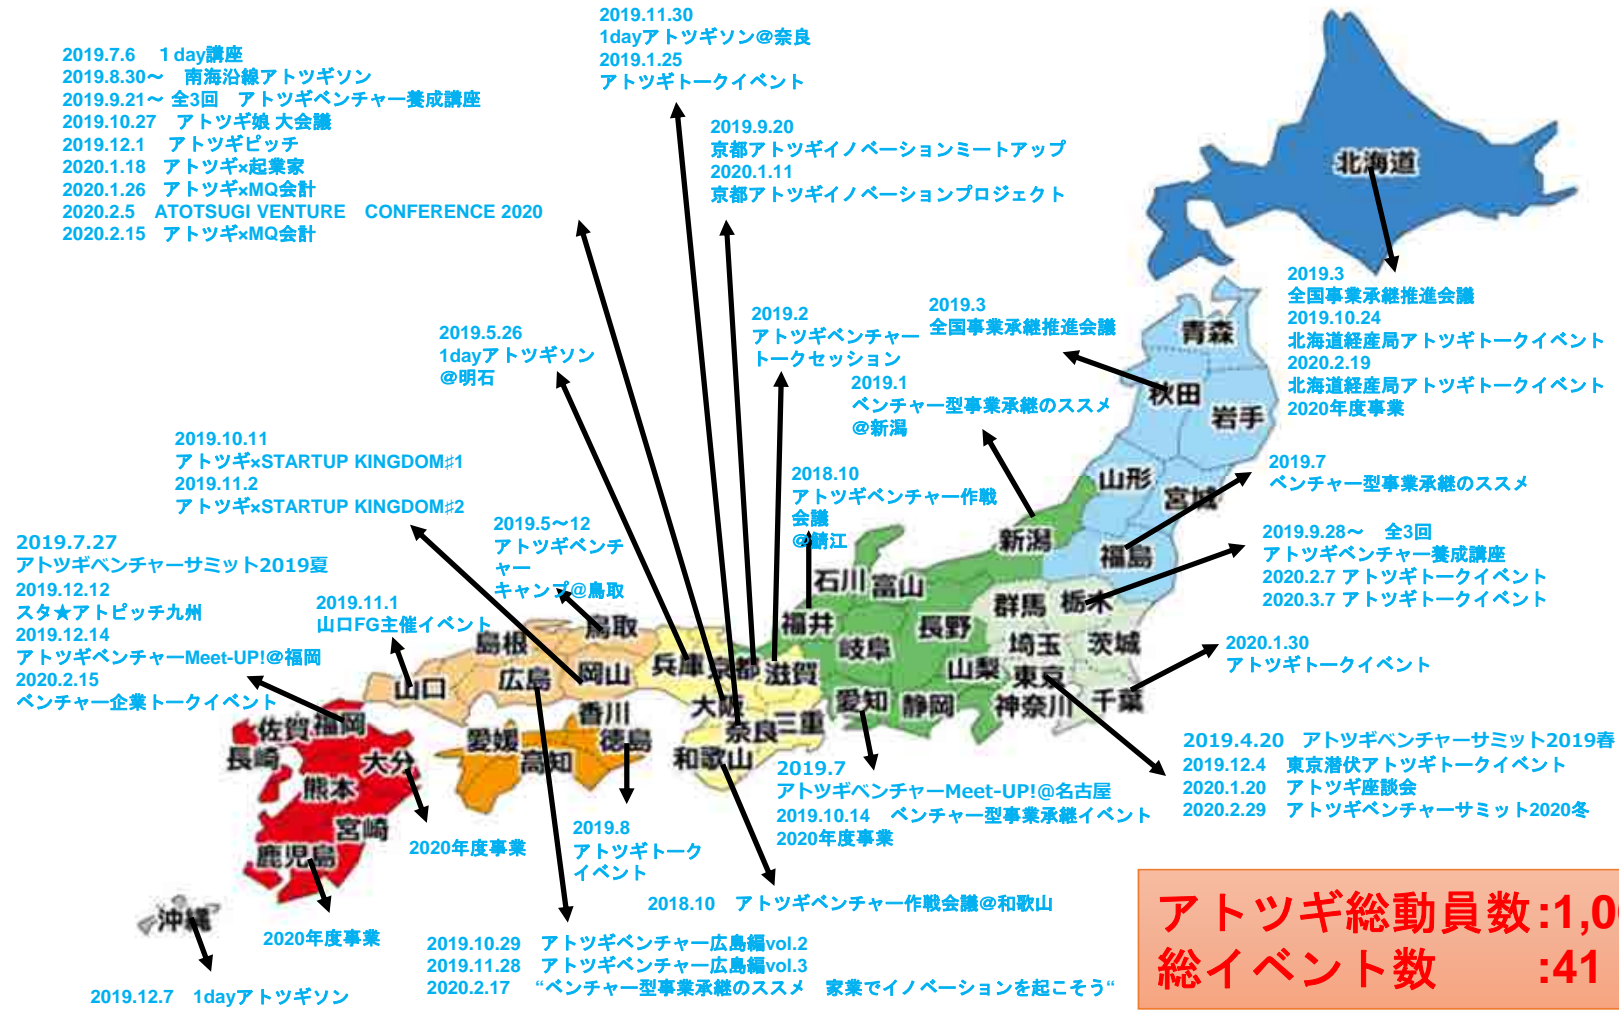 2019.11.30
1dayアトツギソン@奈良
2019.1.25
アトツギトークイベント
2019.7.6　1 day講座
2019.8.30～　南海沿線アトツギソン
2019.9.21～ 全3回　アトツギベンチャー養成講座
2019.10.27　アトツギ娘 大会議
2019.12.1　アトツギピッチ
2020.1.18　アトツギ×起業家
2020.1.26　アトツギ×MQ会計
2020.2.5　ATOTSUGI VENTURE　CONFERENCE 2020
2020.2.15　アトツギ×MQ会計
2019.9.20
京都アトツギイノベーションミートアップ
2020.1.11
京都アトツギイノベーションプロジェクト
北海道
2019.3
全国事業承継推進会議
2019.10.24
北海道経産局アトツギトークイベント
2020.2.19
北海道経産局アトツギトークイベント
2020年度事業
2019.3
全国事業承継推進会議
2019.2
アトツギベンチャー
トークセッション
2019.5.26
1dayアトツギソン
@明石
2019.1
ベンチャー型事業承継のススメ
@新潟
青森
秋田
岩手
山形
宮城
福島
新潟
2019.7
ベンチャー型事業承継のススメ
2019.10.11
アトツギ×STARTUP KINGDOM♯1
2019.11.2
アトツギ×STARTUP KINGDOM♯2
2018.10
アトツギベンチャー作戦
会議
@鯖江
2019.5～12
アトツギベンチ
ャー
キャンプ@鳥取
2019.9.28～　全3回
アトツギベンチャー養成講座
2020.2.7 アトツギトークイベント
2020.3.7 アトツギトークイベント
2019.7.27
アトツギベンチャーサミット2019夏
2019.12.12
スタ★アトピッチ九州
2019.12.14
アトツギベンチャーMeet-UP!@福岡
2020.2.15
ベンチャー企業トークイベント
2019.11.1
山口FG主催イベント
2020.1.30
アトツギトークイベント
石川
富山
福井
岐阜
長野
山梨
愛知
静岡
群馬
栃木
埼玉
茨城
東京
神奈川
千葉
島根
鳥取
山口
広島
岡山
兵庫
京都
滋賀
大阪
奈良
三重
和歌山
香川
愛媛
高知
徳島
佐賀
福岡
長崎
大分
熊本
宮崎
鹿児島
沖縄
2019.4.20　アトツギベンチャーサミット2019春
2019.12.4　東京潜伏アトツギトークイベント
2020.1.20　アトツギ座談会
2020.2.29　アトツギベンチャーサミット2020冬
2019.7
アトツギベンチャーMeet-UP!@名古屋
2019.10.14　ベンチャー型事業承継イベント
2020年度事業
2019.8
アトツギトーク
イベント
2020年度事業
2020年度事業
2018.10　アトツギベンチャー作戦会議@和歌山
2019.10.29　アトツギベンチャー広島編vol.2
2019.11.28　アトツギベンチャー広島編vol.3
2020.2.17　“ベンチャー型事業承継のススメ　家業でイノベーションを起こそう“
2019.12.7　1dayアトツギソン
アトツギ総動員数:1,0
総イベント数　　:41